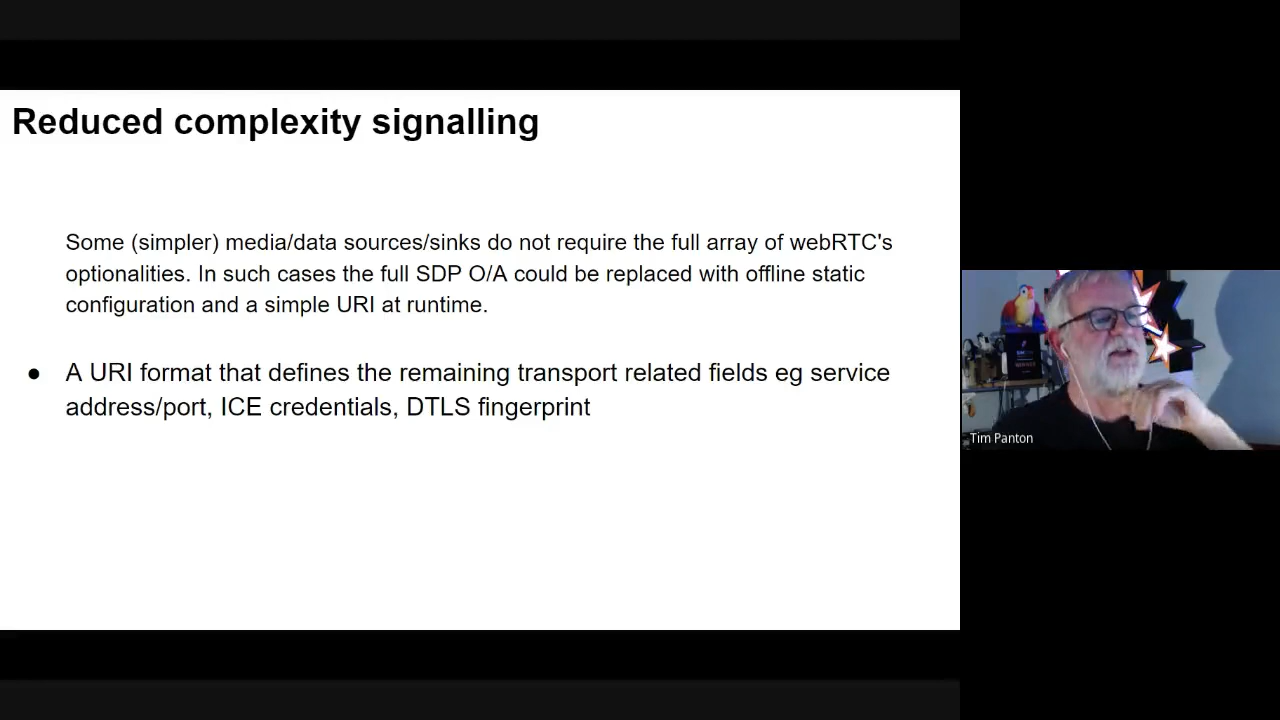 Reduced complexity signalling
Some (simpler) media/data sources/sinks do not require the full array of webRTC's
optionalities. In such cases the full SDP O/A could be replaced with offline static
configuration and a simple URI at runtime.
● A URI format that defines the remaining transport related fields eg service
address/port, ICE credentials, DTLS fingerprint
Tim Panton